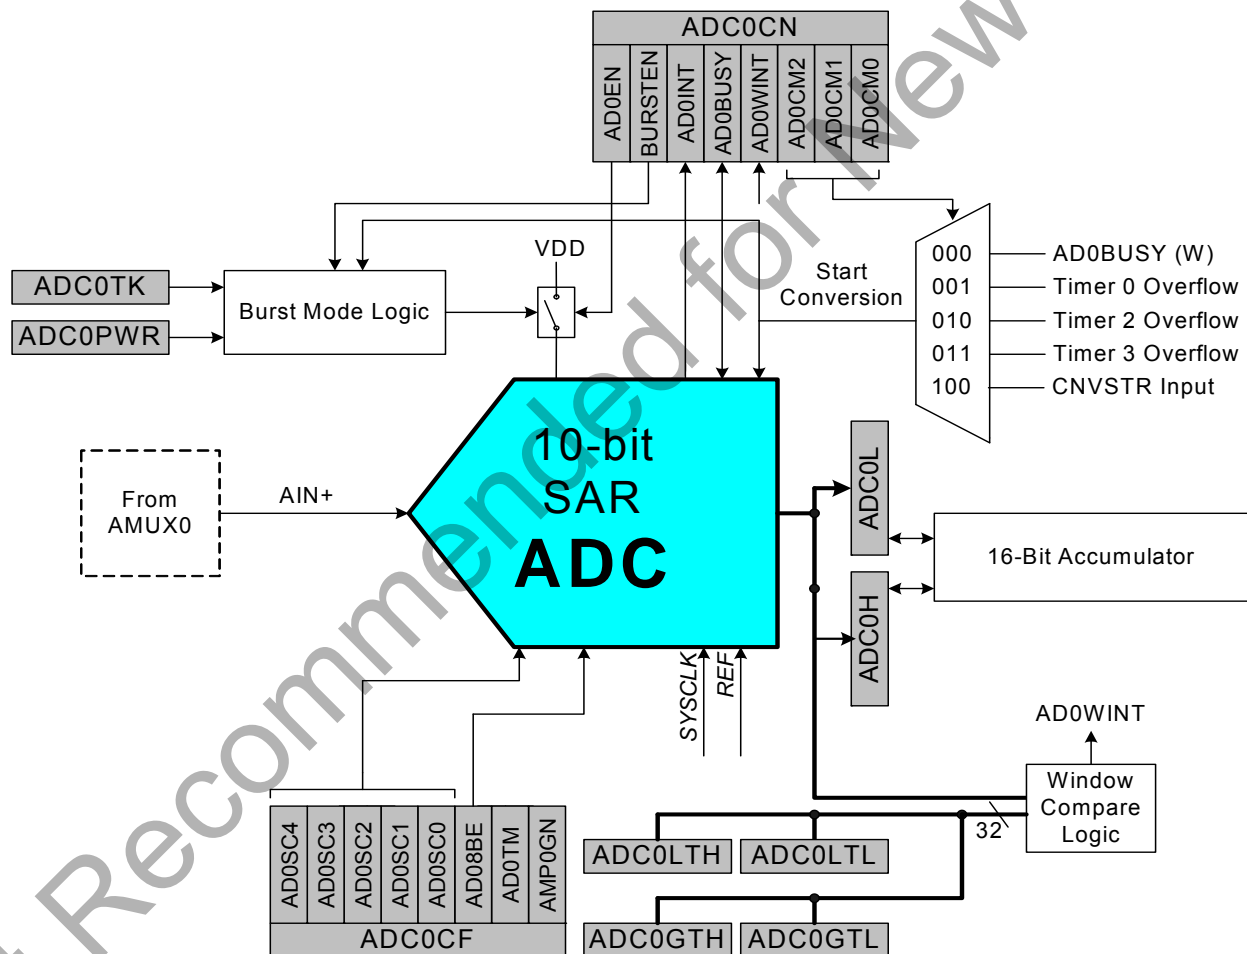 ADC0CN
AD0EN
BURSTEN
AD0INT
AD0BUSY
AD0WINT
AD0CM2
AD0CM1
AD0CM0
VDD
Start
Conversion
000
001
010
011
100
AD0BUSY (W)
Timer 0 Overflow
Timer 2 Overflow
Timer 3 Overflow
CNVSTR Input
ADC0TK
ADC0PWR
Burst Mode Logic
From
AMUX0
AIN+
10-bit
SAR
ADC
ADC0L
ADC0H
16-Bit Accumulator
SYSCLK
REF
AD0WINT
Window
Compare
Logic
32
AD0SC4
AD0SC3
AD0SC2
AD0SC1
AD0SC0
AD08BE
AD0TM
AMP0GN
ADC0CF
ADC0LTH
ADC0LTL
ADC0GTH
ADC0GTL
Recommended for New